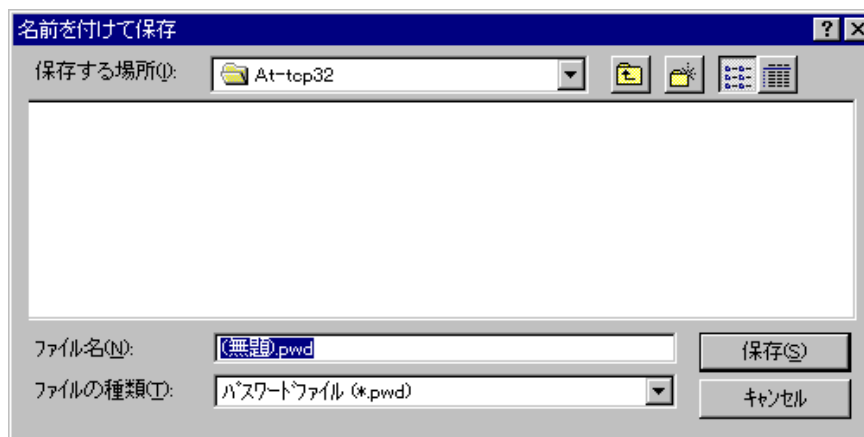 名前を付けて保存
保存する場所(I):
At-tcp32
ファイル名(N):
(無題).pwd
保存(S)
ファイルの種類(T):
パスワードファイル (*.pwd)
キャンセル